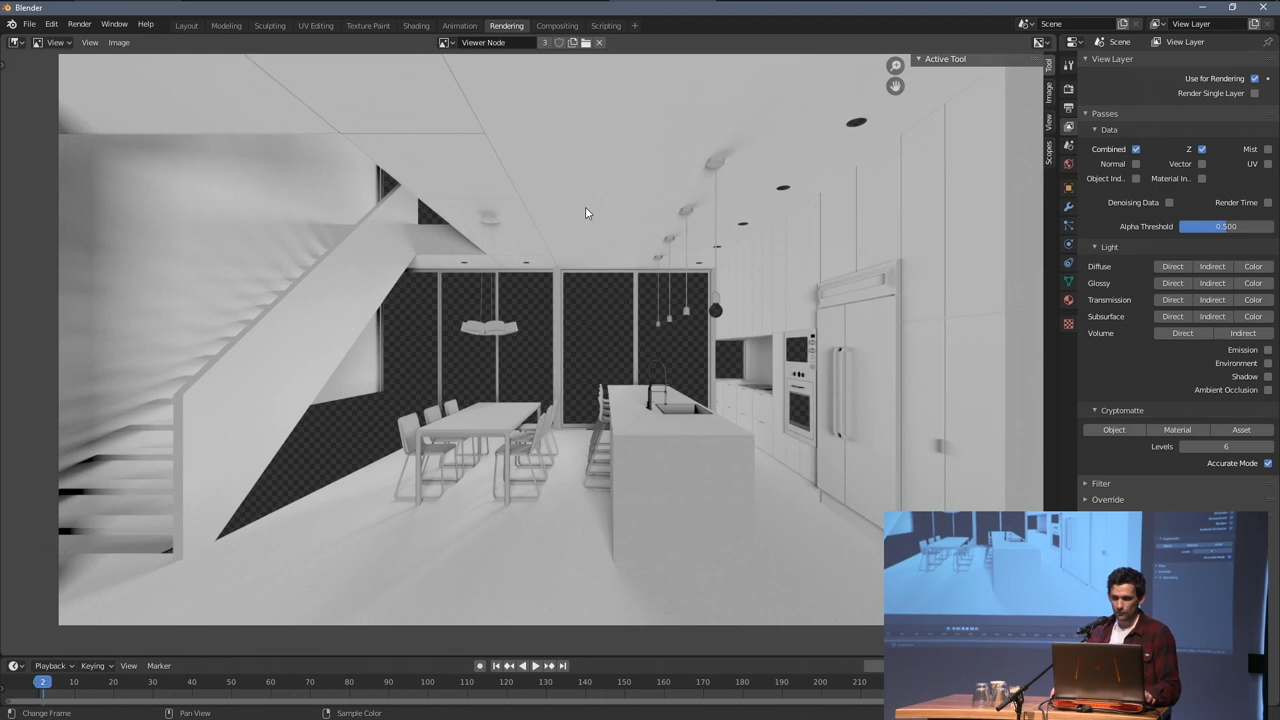 Blender
File Edit Render Window Help Layout Modeling Sculpting UV Editing Texture Paint Shading Animation Rendering Compositing Scripting + Scene View Layer
View View Image Viewer Node 3 Scene View Layer
Active Tool
Tool
Image
View
Scopes
View Layer
Use for Rendering
Render Single Layer
Passes
Data
Combined Z Mist
Normal Vector UV
Object Ind.. Material In..
Denoising Data Render Time
Alpha Threshold 0.500
Light
Diffuse Direct Indirect Color
Glossy Direct Indirect Color
Transmission Direct Indirect Color
Subsurface Direct Indirect Color
Volume Direct Indirect
Emission
Environment
Shadow
Ambient Occlusion
Cryptomatte
Object Material Asset
Levels 6
Accurate Mode
Filter
Override
Playback Keying View Marker
2 10 20 30 40 50 60 70 80 90 100 110 120 130 140 150 160 170 180 190 200 210
Change Frame Pan View Sample Color